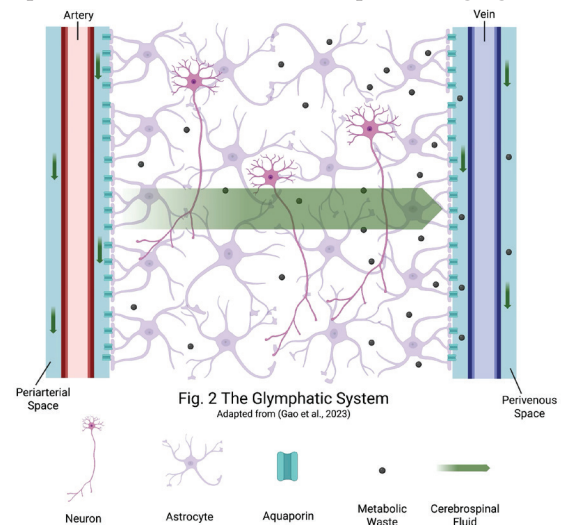 Artery
Vein
Periarterial
Space
Fig. 2 The Glymphatic System
Adapted from (Gao et al., 2023)
Perivenous
Space
Neuron
Astrocyte
Aquaporin
Metabolic
Waste
Cerebrospinal
Fluid